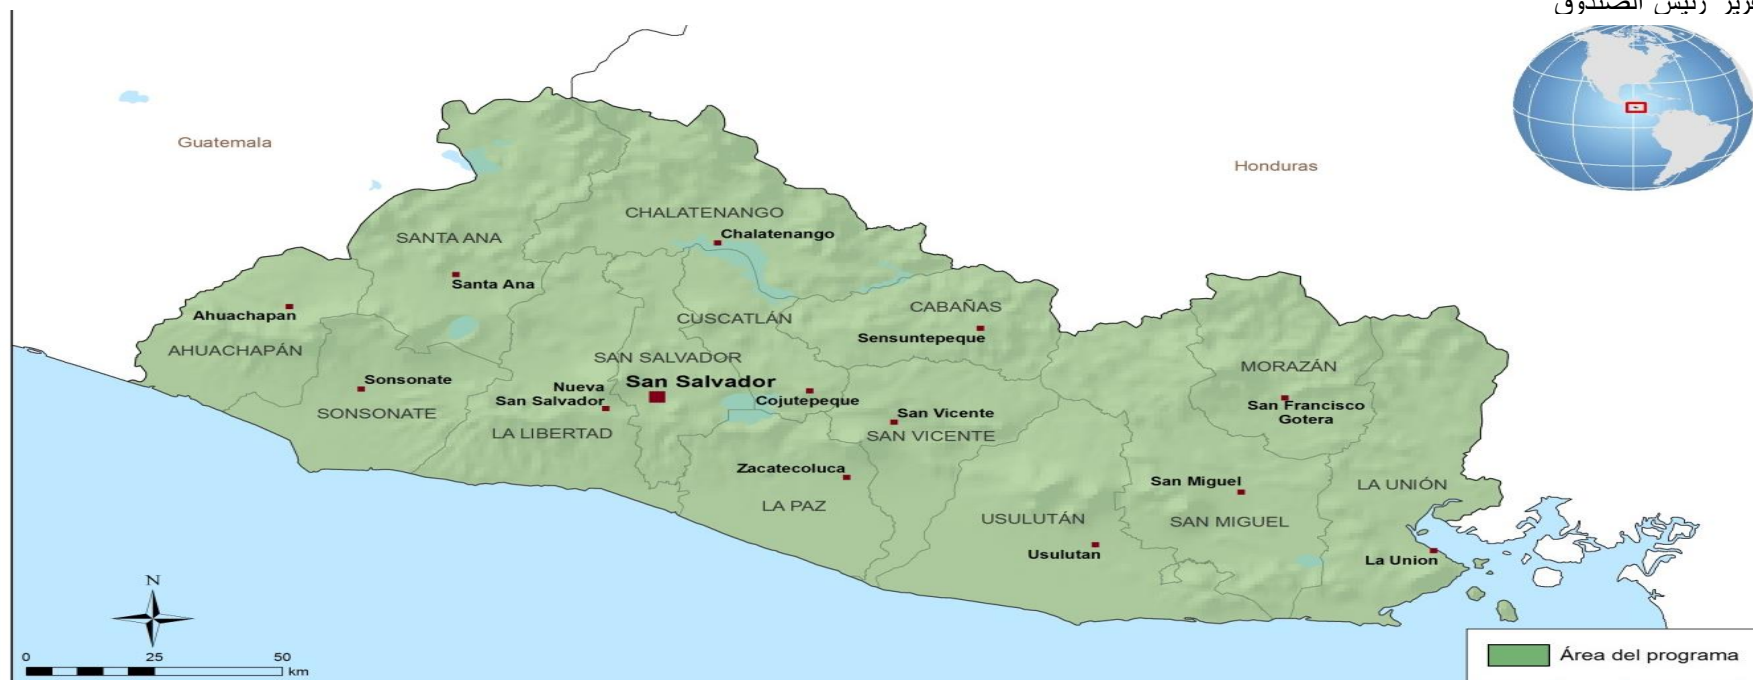 رئيس الصندوق
Guatemala
Honduras
CHALATENANGO
Chalatenango
SANTA ANA
Santa Ana
Ahuachapan
AHUACHAPÁN
CABAÑAS
Sensuntepeque
CUSCATLÁN
SAN SALVADOR
San Salvador
Nueva
San Salvador
Sonsonate
SONSONATE
LA LIBERTAD
Cojutepeque
San Vicente
SAN VICENTE
MORAZÁN
San Francisco
Gotera
Zacatecoluca
LA PAZ
San Miguel
SAN MIGUEL
LA UNIÓN
USULUTÁN
Usulutan
La Union
N
0 25 50
km
Área del programa